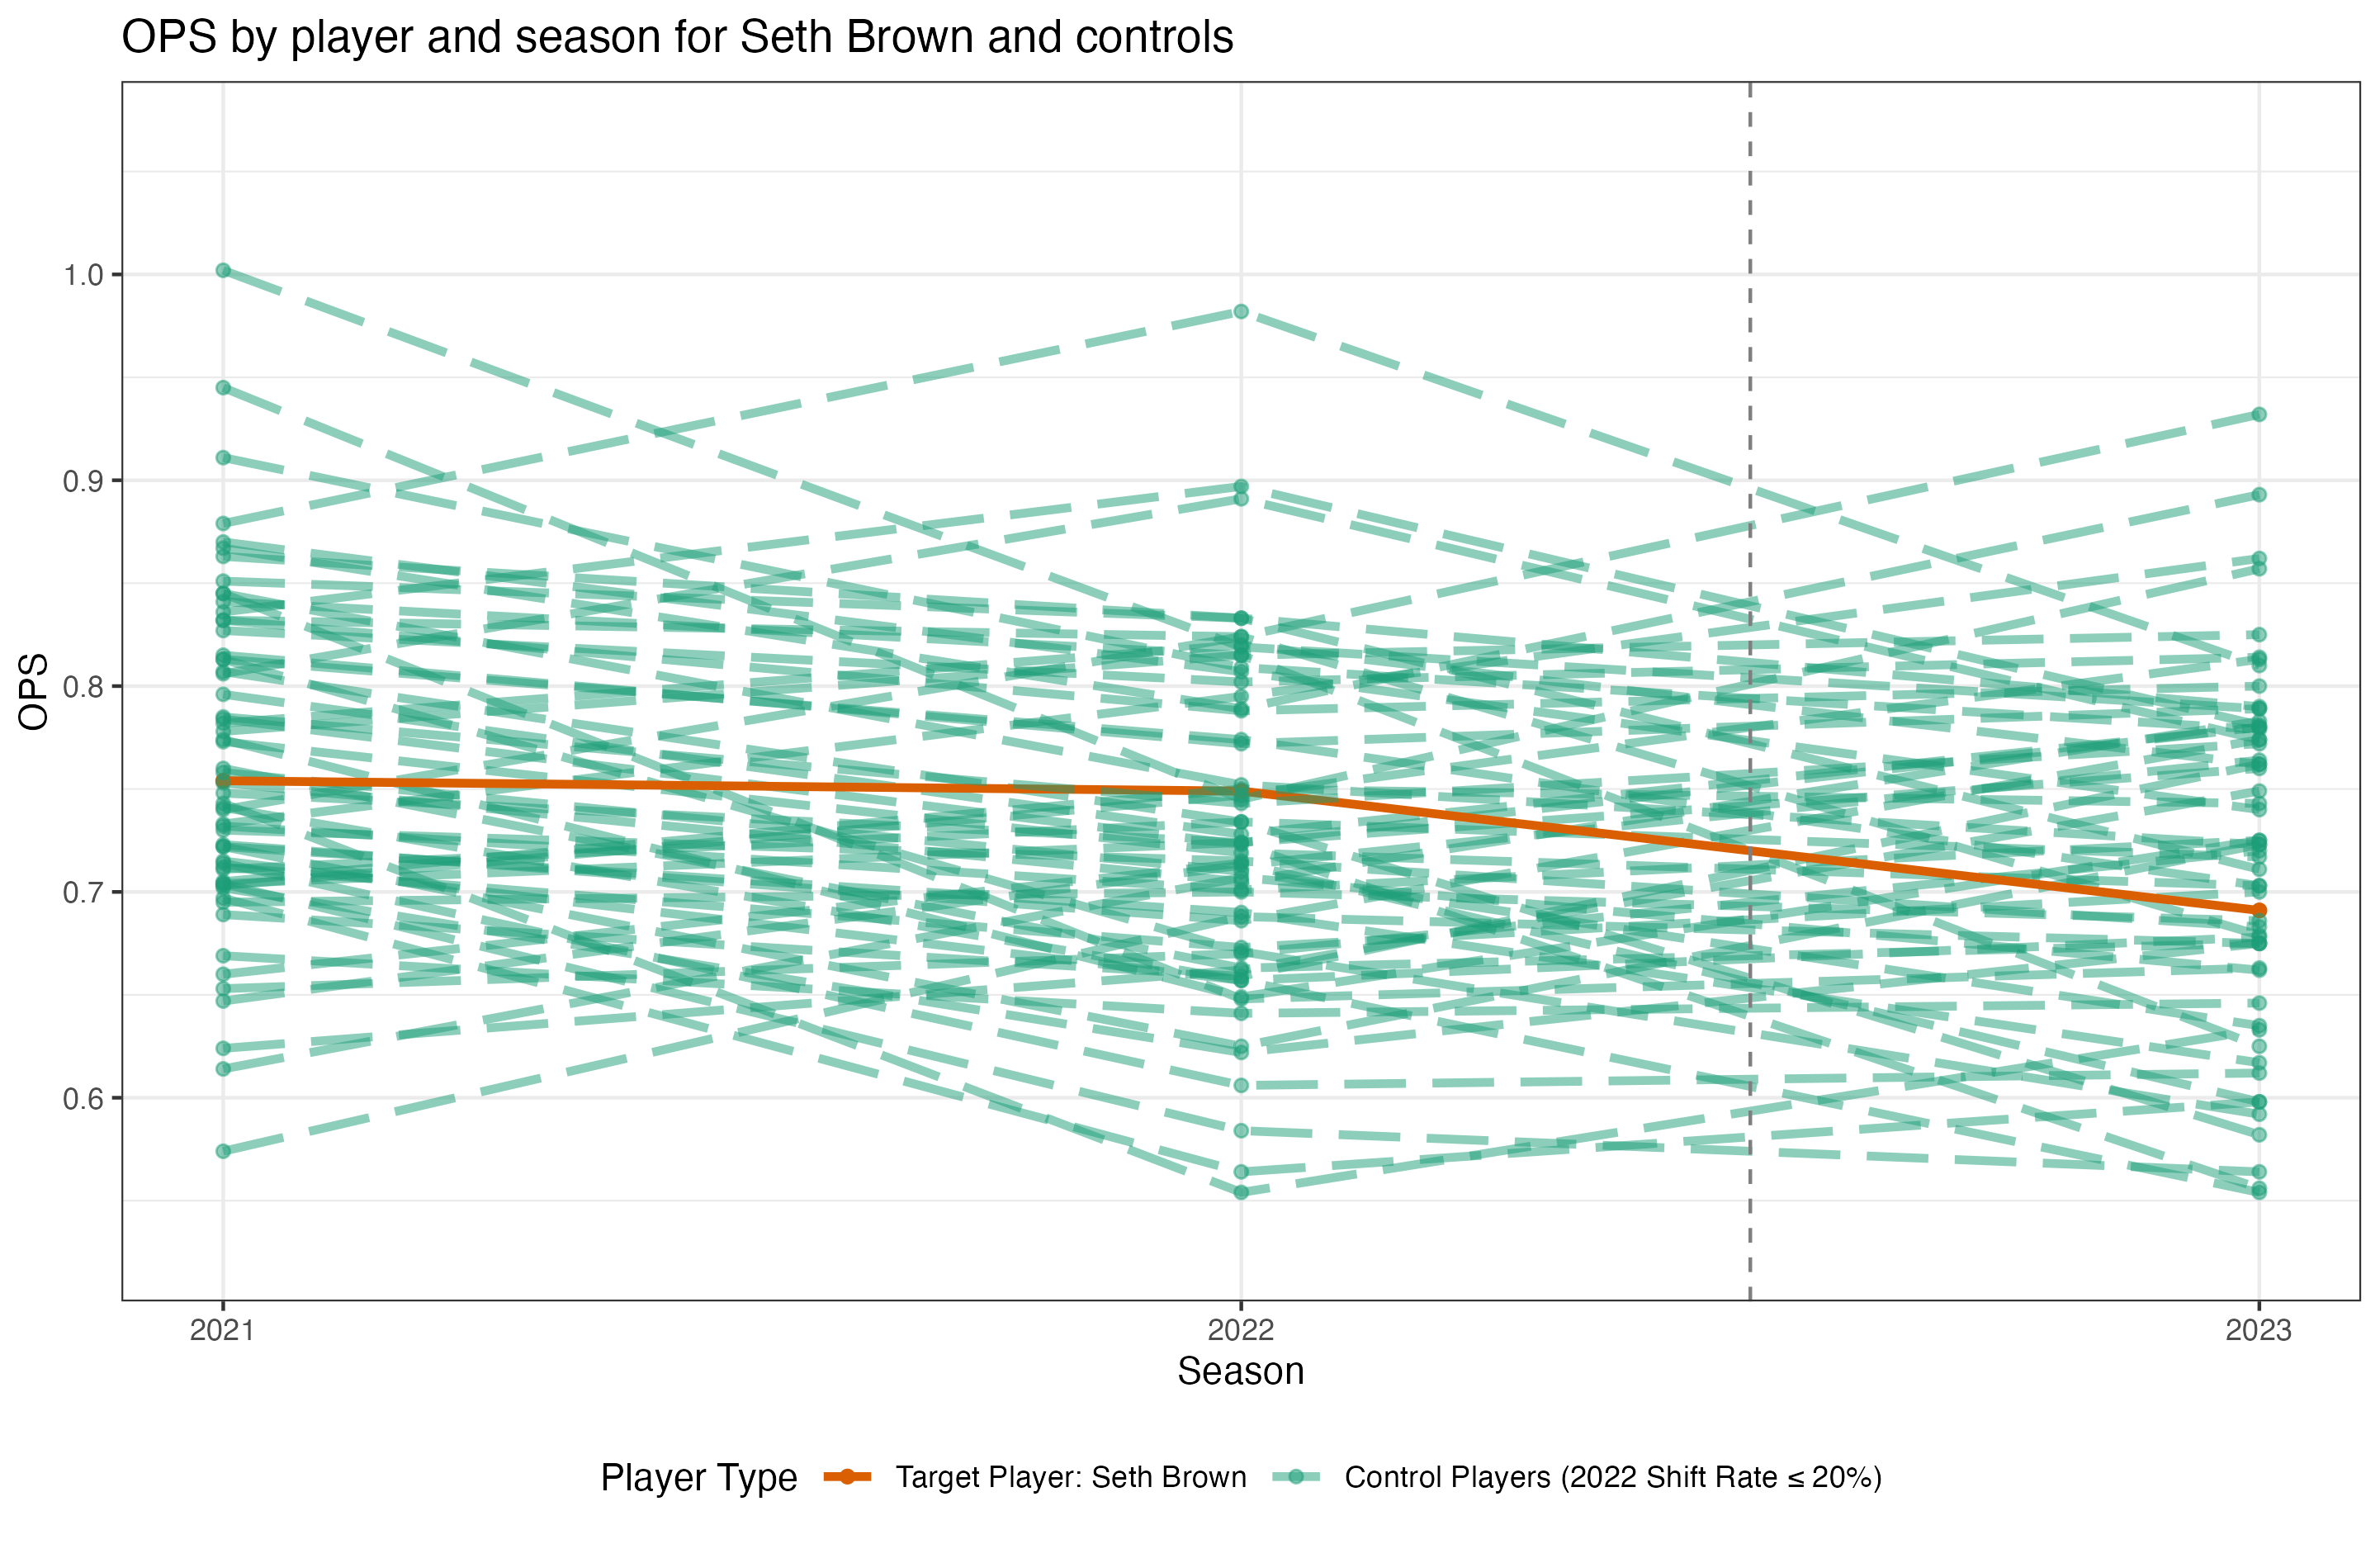 OPS by player and season for Seth Brown and controls
OPS
1.0
0.9
0.8
0.7
0.6
2021 2022 2023
Season
Player Type Target Player: Seth Brown Control Players (2022 Shift Rate ≤ 20%)